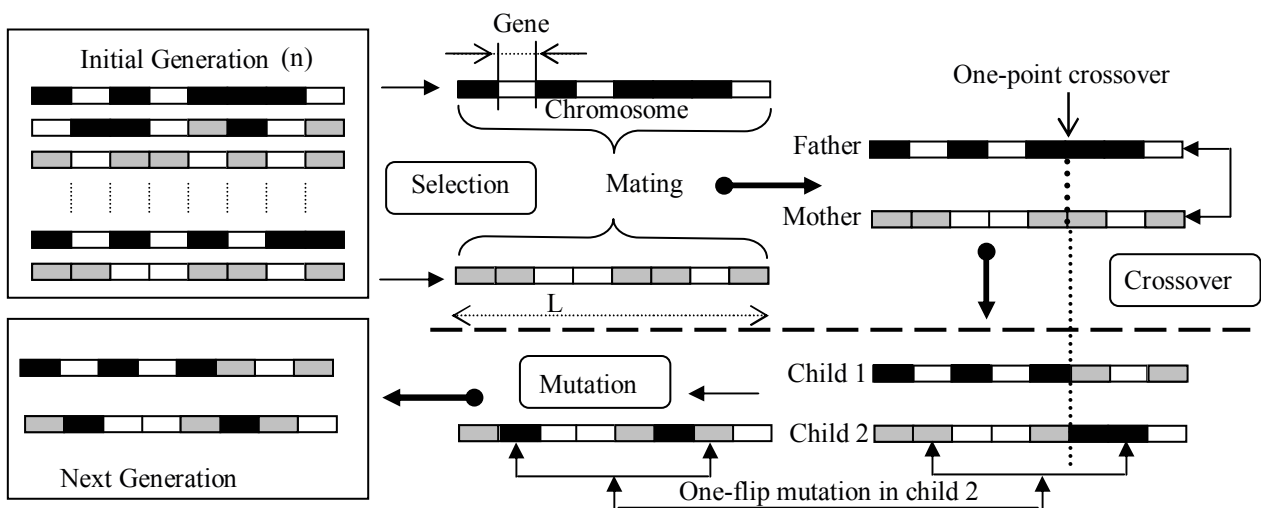 Initial Generation (n)
Gene
Chromosome
Selection
Mating
L
One-point crossover
Father
Mother
Crossover
Child 1
Child 2
Mutation
One-flip mutation in child 2
Next Generation